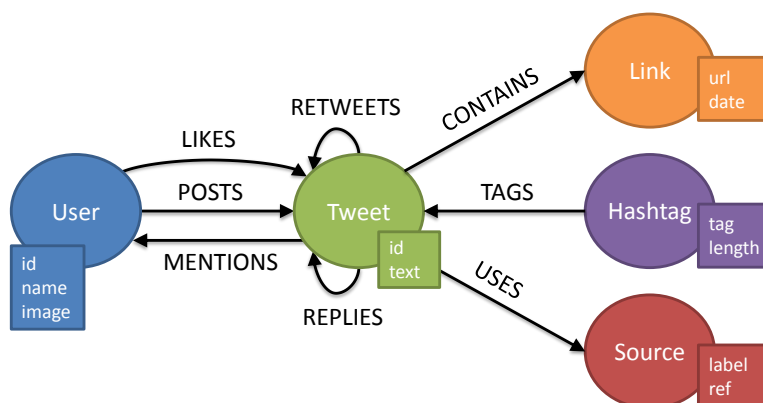 Link
url
date
CONTAINS
RETWEETS
LIKES
User
id
name
image
POSTS
Tweet
id
text
TAGS
Hashtag
tag
length
MENTIONS
REPLIES
USES
Source
label
ref